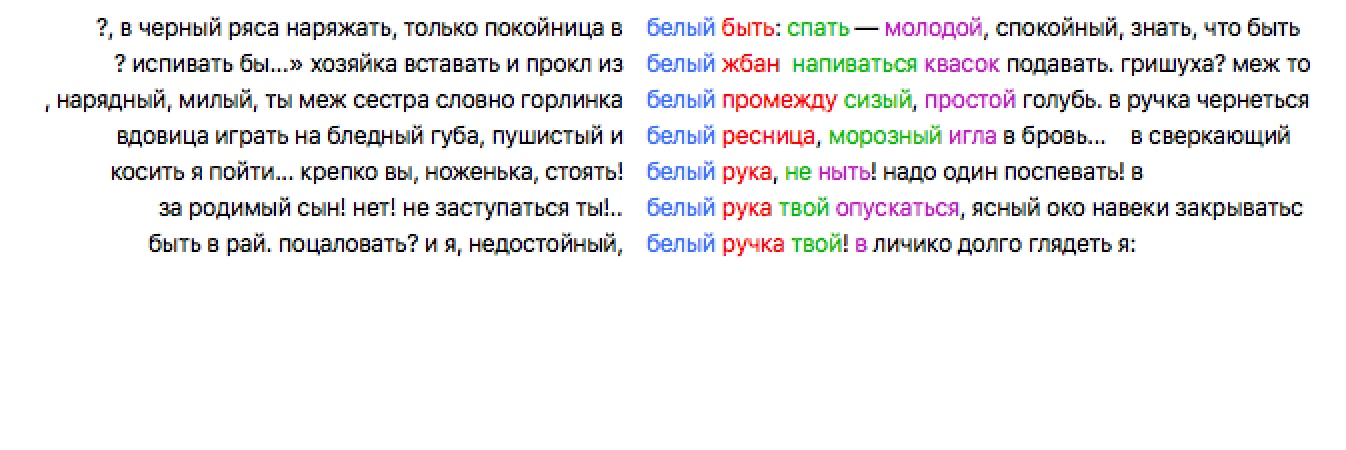 ?, в черный ряса наряжать, только покойница в белый быть: спать — молодой, спокойный, знать, что быть
? испивать бы...» хозяйка вставать и прокл из белый жбан напиваться квасок подавать. гришуха? меж то
, нарядный, милый, ты меж сестра словно горлинка белый промежду сизый, простой голубь. в ручка чернеться
вдовица играть на бледный губа, пушистый и белый ресница, морозный игла в бровь... в сверкающий
косить я пойти... крепко вы, ноженька, стоять! белый рука, не ныть! надо один поспевать! в
за родимый сын! нет! не заступаться ты!.. белый рука твой опускаться, ясный око навеки закрыватьс
быть в рай. поцаловать? и я, недостойный, белый ручка твой! в личико долго глядеть я: